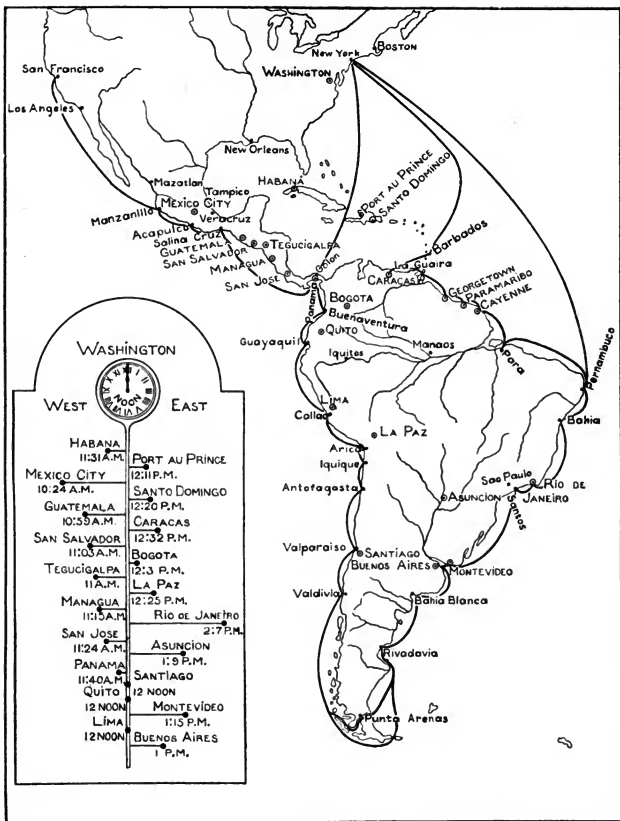 BOSTON
New York
WASHINGTON
San Francisco
Los Angeles
New Orleans
HABANA
PORT AU PRINCE
SANTO DOMINGO
Mazatlan
Tampico
MEXICO CITY
Veracruz
Manzanillo
Acapulco
Salina Cruz
GUATEMALA
SAN SALVADOR
TEGUCIGALPA
MANAGUA
SAN JOSE
Colon
Panama
Barbados
La Guaira
CARACAS
GEORGETOWN
PARAMARIBO
CAYENNE
BOGOTA
Buenaventura
QUITO
Guayaquil
Iquitos
Manaos
Para
Pernambuco
LIMA
Callao
Bahia
LA PAZ
Arica
Iquique
Antofagasta
Sao Paulo
RIO DE
JANEIRO
ASUNCION
Santos
Valparaiso
SANTIAGO
BUENOS AIRES
MONTEVIDEO
Valdivia
Bahia Blanca
Rivadavia
Punta Arenas
WASHINGTON
NOON
WEST
EAST
HABANA
11:31 A.M.
PORT AU PRINCE
12:11 P.M.
MEXICO CITY
10:24 A.M.
SANTO DOMINGO
12:20 P.M.
GUATEMALA
10:59 A.M.
CARACAS
12:32 P.M.
SAN SALVADOR
11:03 A.M.
BOGOTA
12:3 P.M.
TEGUCIGALPA
11 A.M.
LA PAZ
12:25 P.M.
MANAGUA
11:15 A.M.
RIO DE JANEIRO
2:7 P.M.
SAN JOSE
11:24 A.M.
ASUNCION
1:9 P.M.
PANAMA
11:40 A.M.
SANTIAGO
12 NOON
QUITO
12 NOON
MONTEVIDEO
1:15 P.M.
LIMA
12 NOON
BUENOS AIRES
1 P.M.